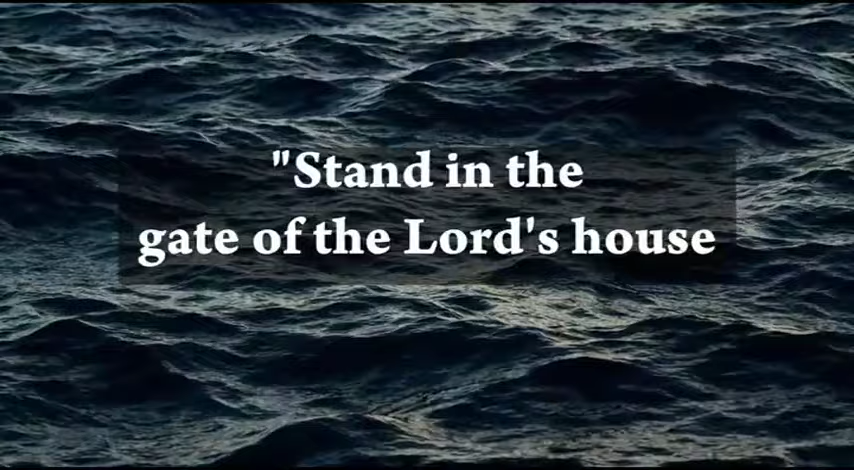 "Stand in the
gate of the Lord's house